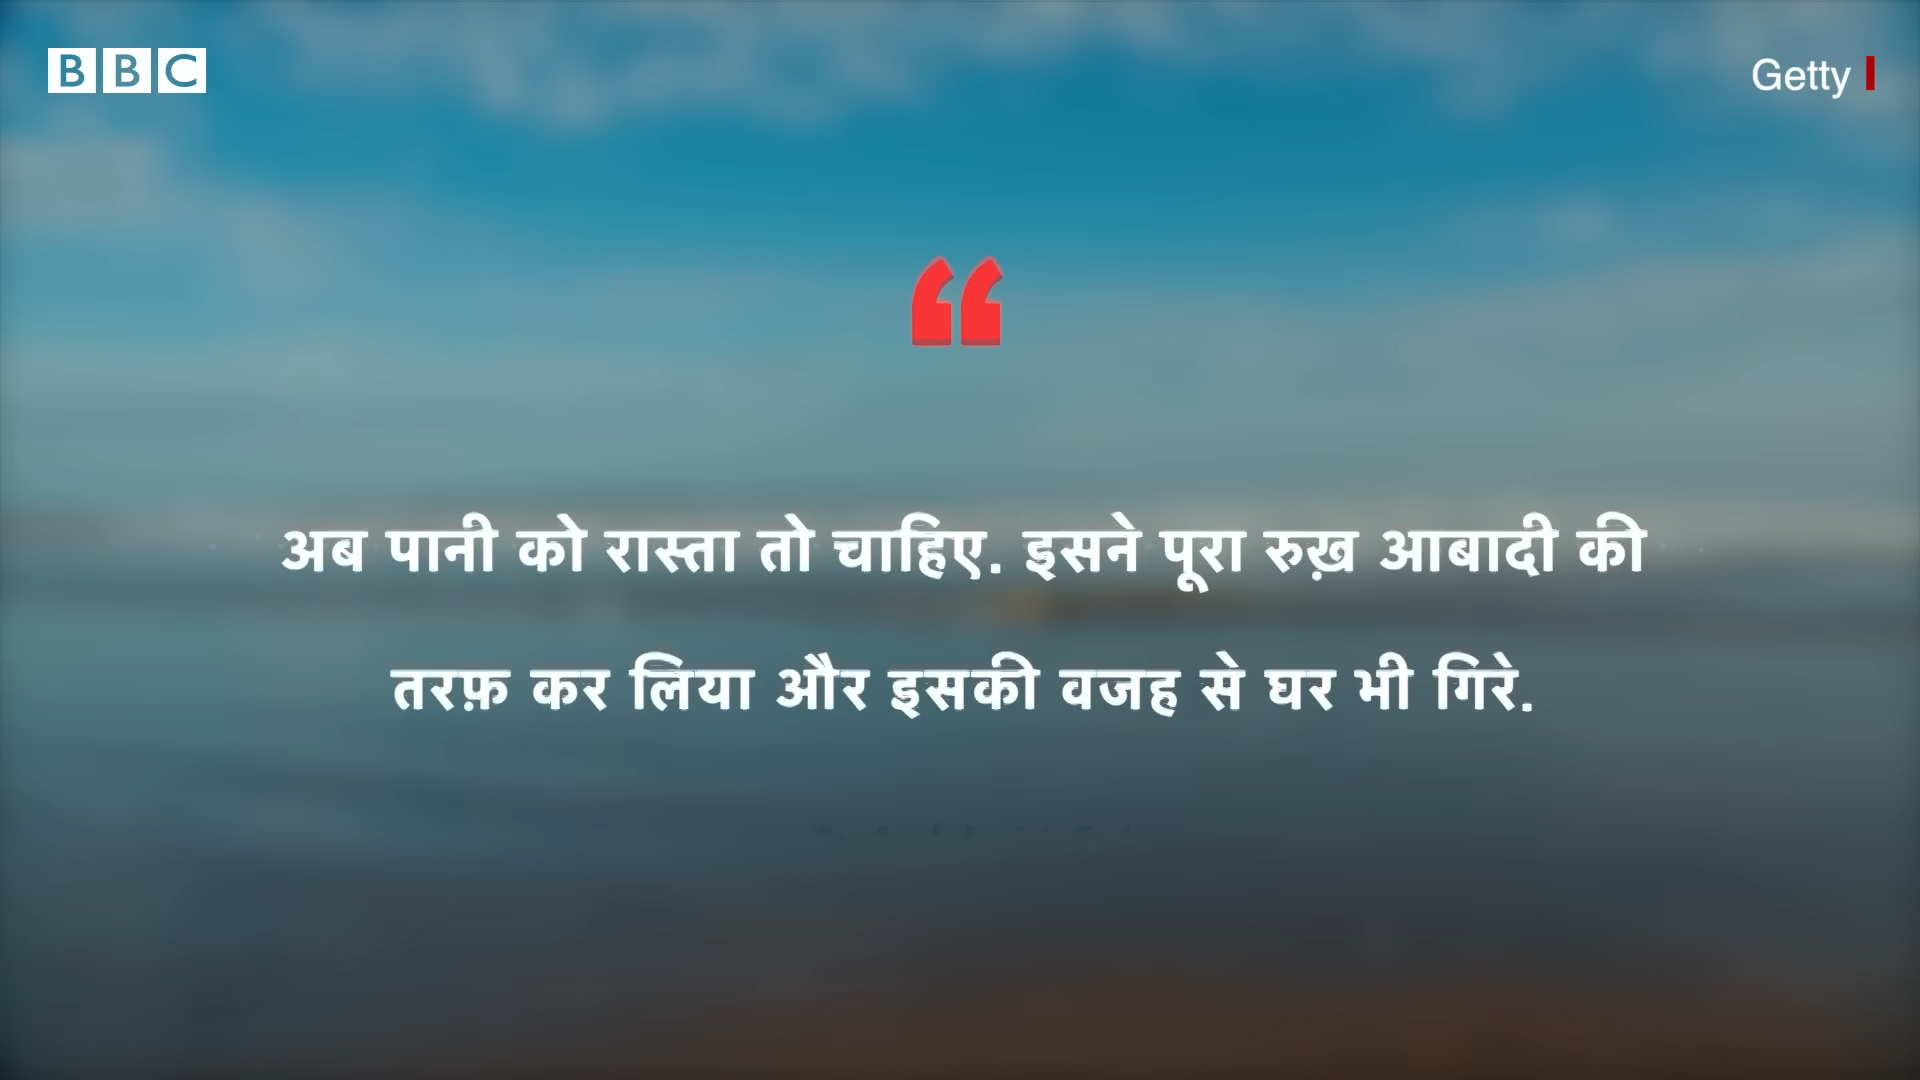 BBC
Getty
“
अब पानी को रास्ता तो चाहिए. इसने पूरा रुख़ आबादी की
तरफ़ कर लिया और इसकी वजह से घर भी गिरे.